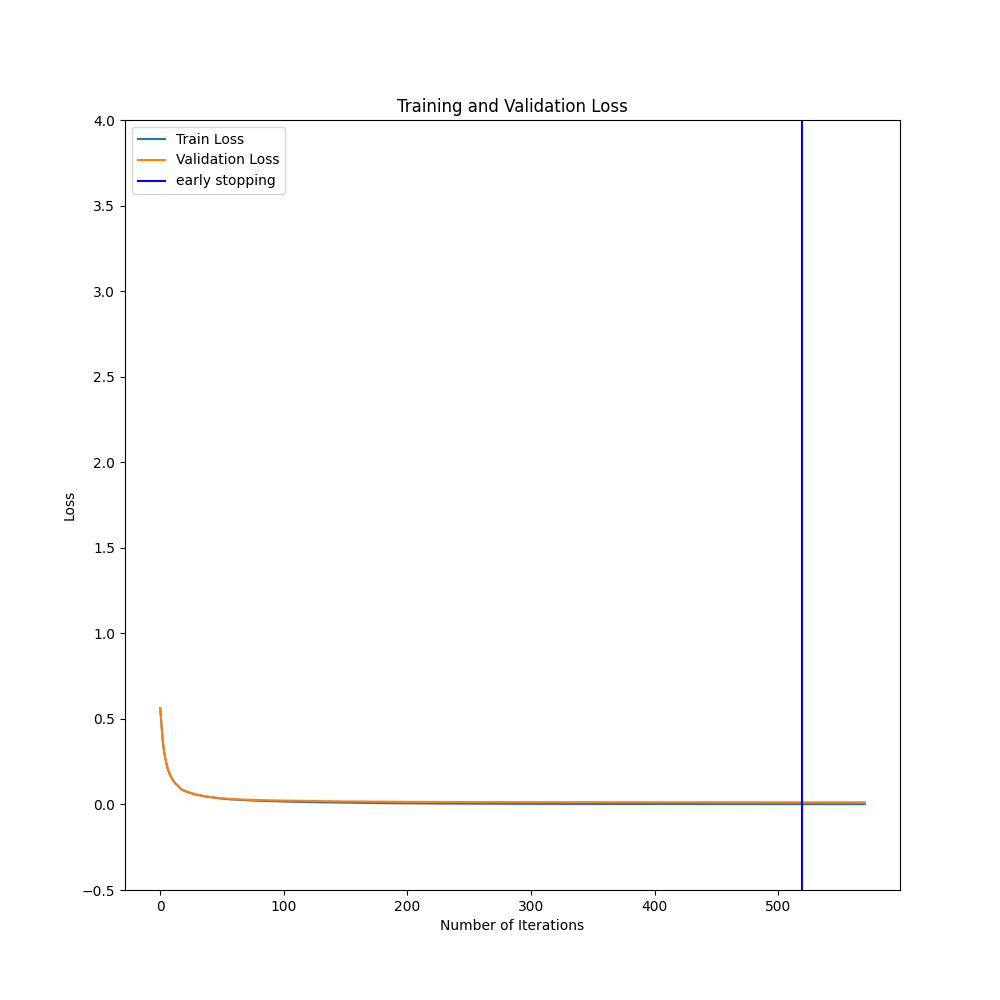 Training and Validation Loss
4.0
3.5
3.0
2.5
2.0
1.5
1.0
0.5
0.0
−0.5
Loss
Train Loss
Validation Loss
early stopping
0 100 200 300 400 500
Number of Iterations